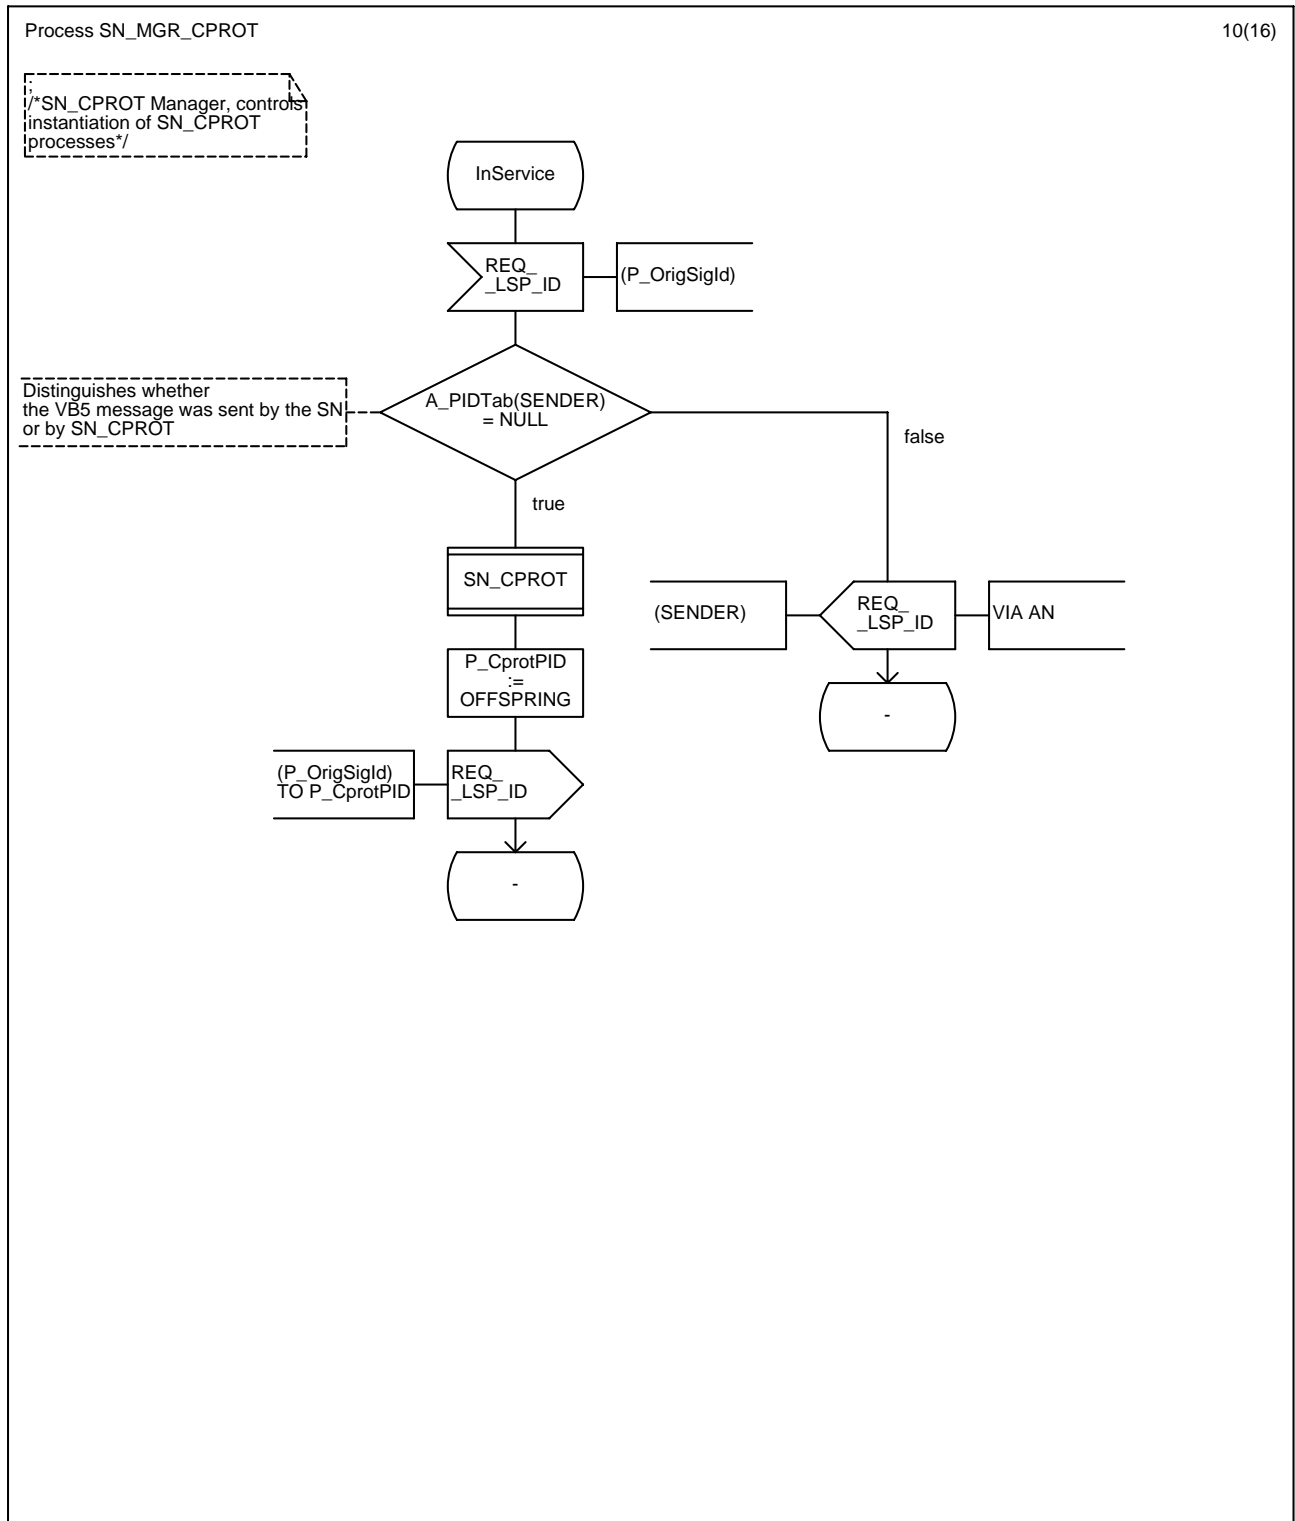 Process SN_MGR_CPROT
10(16)
;
/*SN_CPROT Manager, controls
instantiation of SN_CPROT
processes*/
InService
REQ_
_LSP_ID
(P_OrigSigId)
Distinguishes whether
the VB5 message was sent by the SN
or by SN_CPROT
A_PIDTab(SENDER)
= NULL
false
true
SN_CPROT
(SENDER)
REQ_
_LSP_ID
VIA AN
P_CprotPID
:=
OFFSPRING
-
(P_OrigSigId)
TO P_CprotPID
REQ_
_LSP_ID
-